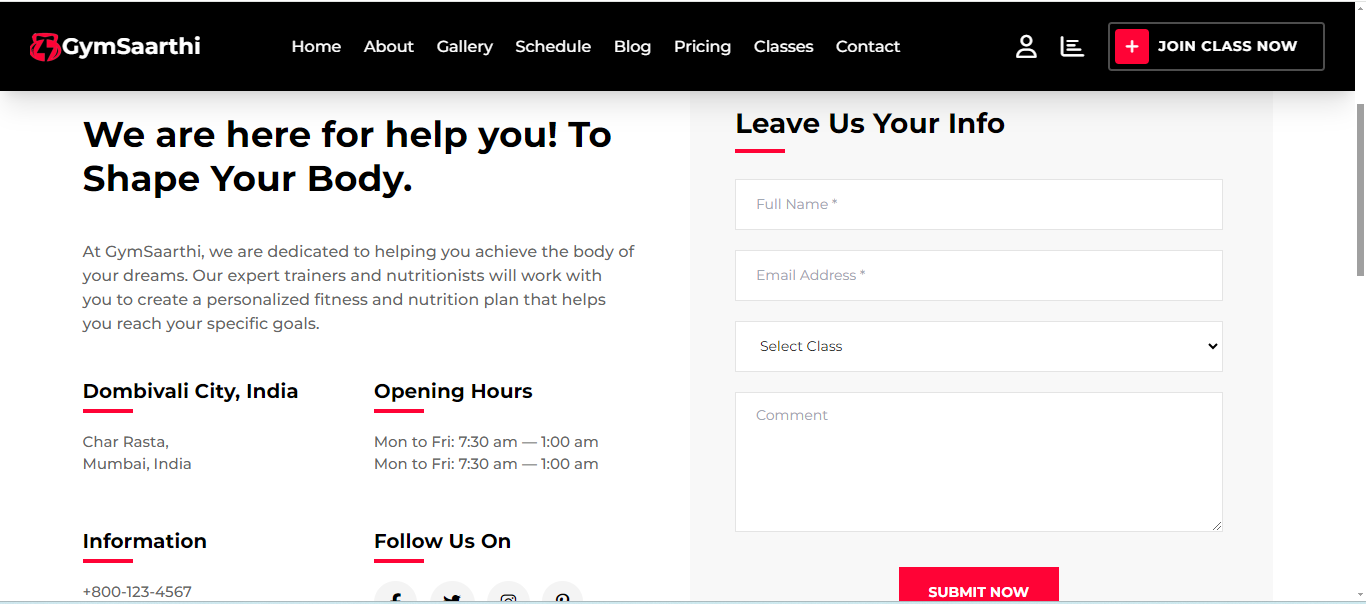 GymSaarthi
Home About Gallery Schedule Blog Pricing Classes Contact
+ JOIN CLASS NOW
We are here for help you! To
Shape Your Body.
At GymSaarthi, we are dedicated to helping you achieve the body of
your dreams. Our expert trainers and nutritionists will work with
you to create a personalized fitness and nutrition plan that helps
you reach your specific goals.
Dombivali City, India
Char Rasta,
Mumbai, India
Opening Hours
Mon to Fri: 7:30 am — 1:00 am
Mon to Fri: 7:30 am — 1:00 am
Information
+800-123-4567
Follow Us On
Leave Us Your Info
Full Name *
Email Address *
Select Class
Comment
SUBMIT NOW